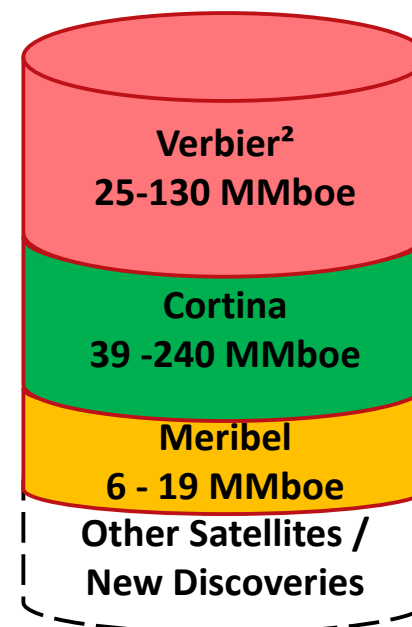 Verbier²
25-130 MMboe
Cortina
39 -240 MMboe
Meribel
6 - 19 MMboe
Other Satellites /
New Discoveries